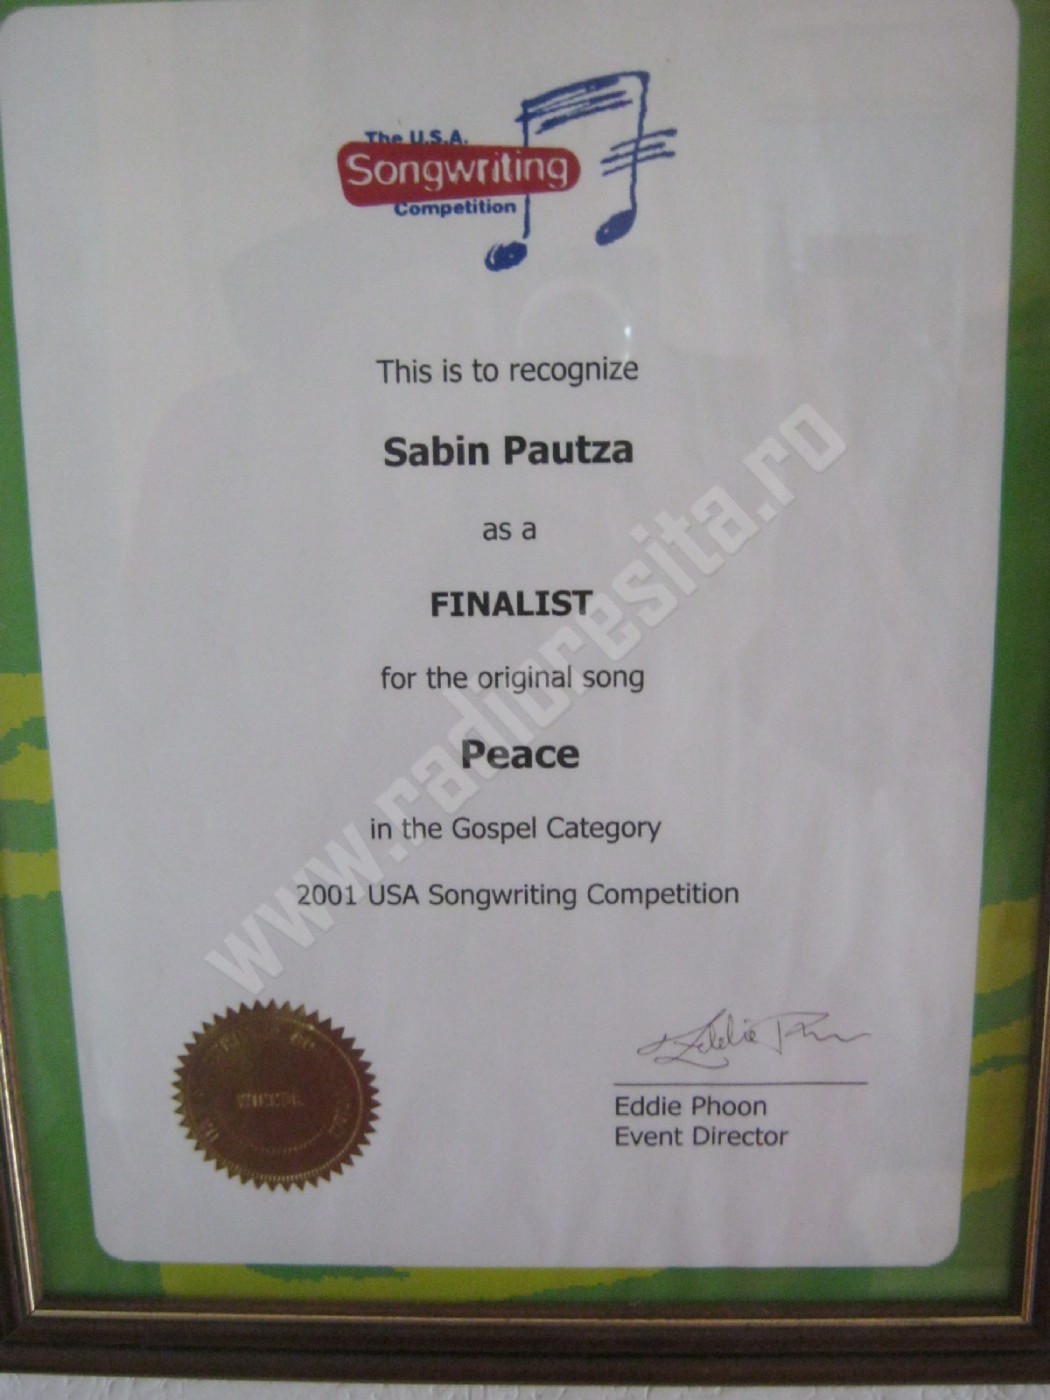 The U.S.A.
Songwriting
Competition
This is to recognize
Sabin Pautza
as a
FINALIST
for the original song
Peace
in the Gospel Category
2001 USA Songwriting Competition
www.radioresita.ro
Eddie Phoon
Event Director